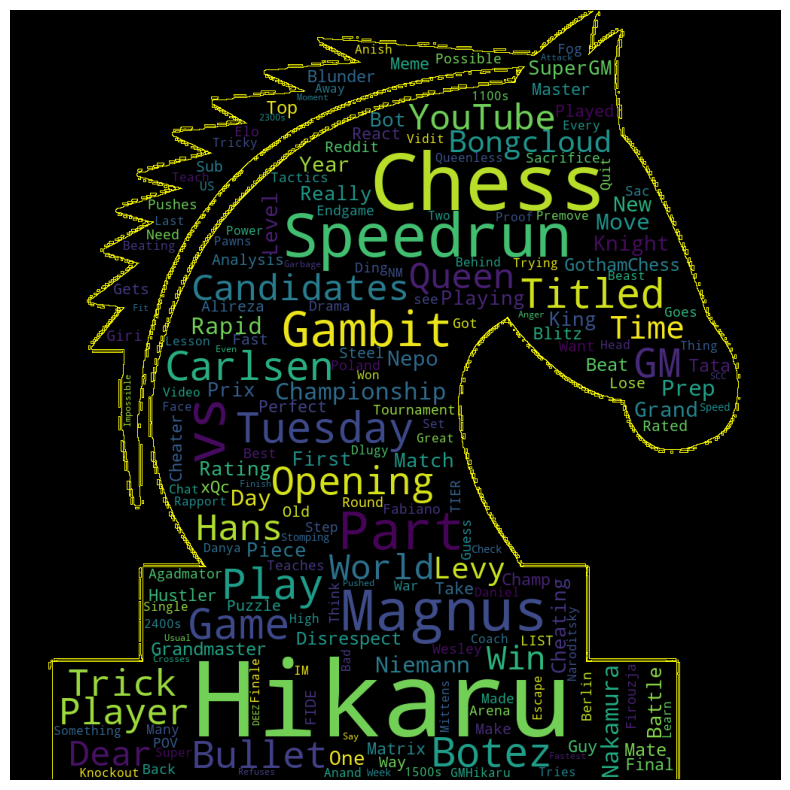 Fog
Anish
Attack
Meme Possible
Blunder
SuperGM
Moment Away
1100s
Master
Top
2300s
YouTube
Played
Bot
Elo
React
Vidit
Every
Tricky
Reddit
Bongcloud
Sub
Year
Queenless
Sacrifice
Quit
Teach
US
Tactics
Chess
Sac
Pushes
Really
New
Last
Level
Endgame
Two
Proof
Premove
Move
Need
Power
Pawns
Speedrun
Knight
Beating
Analysis
Garbage
Ding
NM
Behind
Trying
GothamChess
Gets
Candidates
Queen
Beast
Fit
Alireza
Drama
see
Playing
Titled
Goes
Giri
Rapid
Fast
Gambit
Got
Anger
King
Time
Thing
Lesson
Steel
Blitz
Want
Head
Even
Poland
Nepo
GM
Tata
Carlsen
Won
Beat
SCC
Impossible
Video
Prix
Championship
Lose
Prep
Speed
Face
vs
Perfect
Tournament
Grand
Set
Great
Rated
Cheater
Tuesday
Best
Dlugy
First
Match
Rating
Chat
Finish
Opening
TIER
xQc
Day
Round
Rapport
Old
Fabiano
Hans
Stomping
Step
Part
Guess
Danya
Piece
Check
World
Levy
Agadmator
Teaches
Pushed
War
Take
Champ
Hustler
Play
Think
Daniel
Single
Puzzle
Magnus
Cheating
2400s
Game
High
Disrespect
Coach
LIST
Usual
Grandmaster
Bad
Wesley
Naroditsky
Crosses
Finale
IM
Niemann
Win
Trick
Hikaru
Escape
Berlin
Nakamura
Firouzja
Battle
Learn
Player
DEEZ
FIDE
Mittens
Made
Arena
Something
Many
Say
Make
Dear
POV
Super
Bullet
One
Matrix
Botez
Guy
Mate
Way
Fastest
Final
Knockout
Back
Refuses
Anand
Week
1500s
GMHikaru
Tries